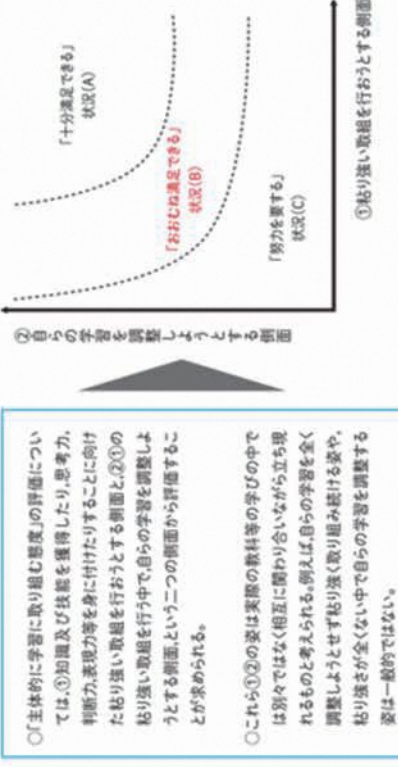 ○「主体的に学習に取り組む態度」の評価につい
ては,①知識及び技能を獲得したり,思考力,
判断力,表現力等を身に付けたりすることに向け
た粘り強い取組を行おうとする側面と,②①の
粘り強い取組を行う中で,自らの学習を調整しよ
うとする側面,という二つの側面から評価するこ
とが求められる。
○これら①②の姿は実際の教科等の学びの中で
は別々ではなく相互に関わり合いながら立ち現
れるものと考えられる。例えば,自らの学習を全く
調整しようとせず粘り強く取り組み続ける姿や,
粘り強さが全くない中で自らの学習を調整する
姿は一般的ではない。
②自らの学習を調整しようとする側面
「十分満足できる」
状況(A)
「おおむね満足できる」
状況(B)
「努力を要する」
状況(C)
①粘り強い取組を行おうとする側面